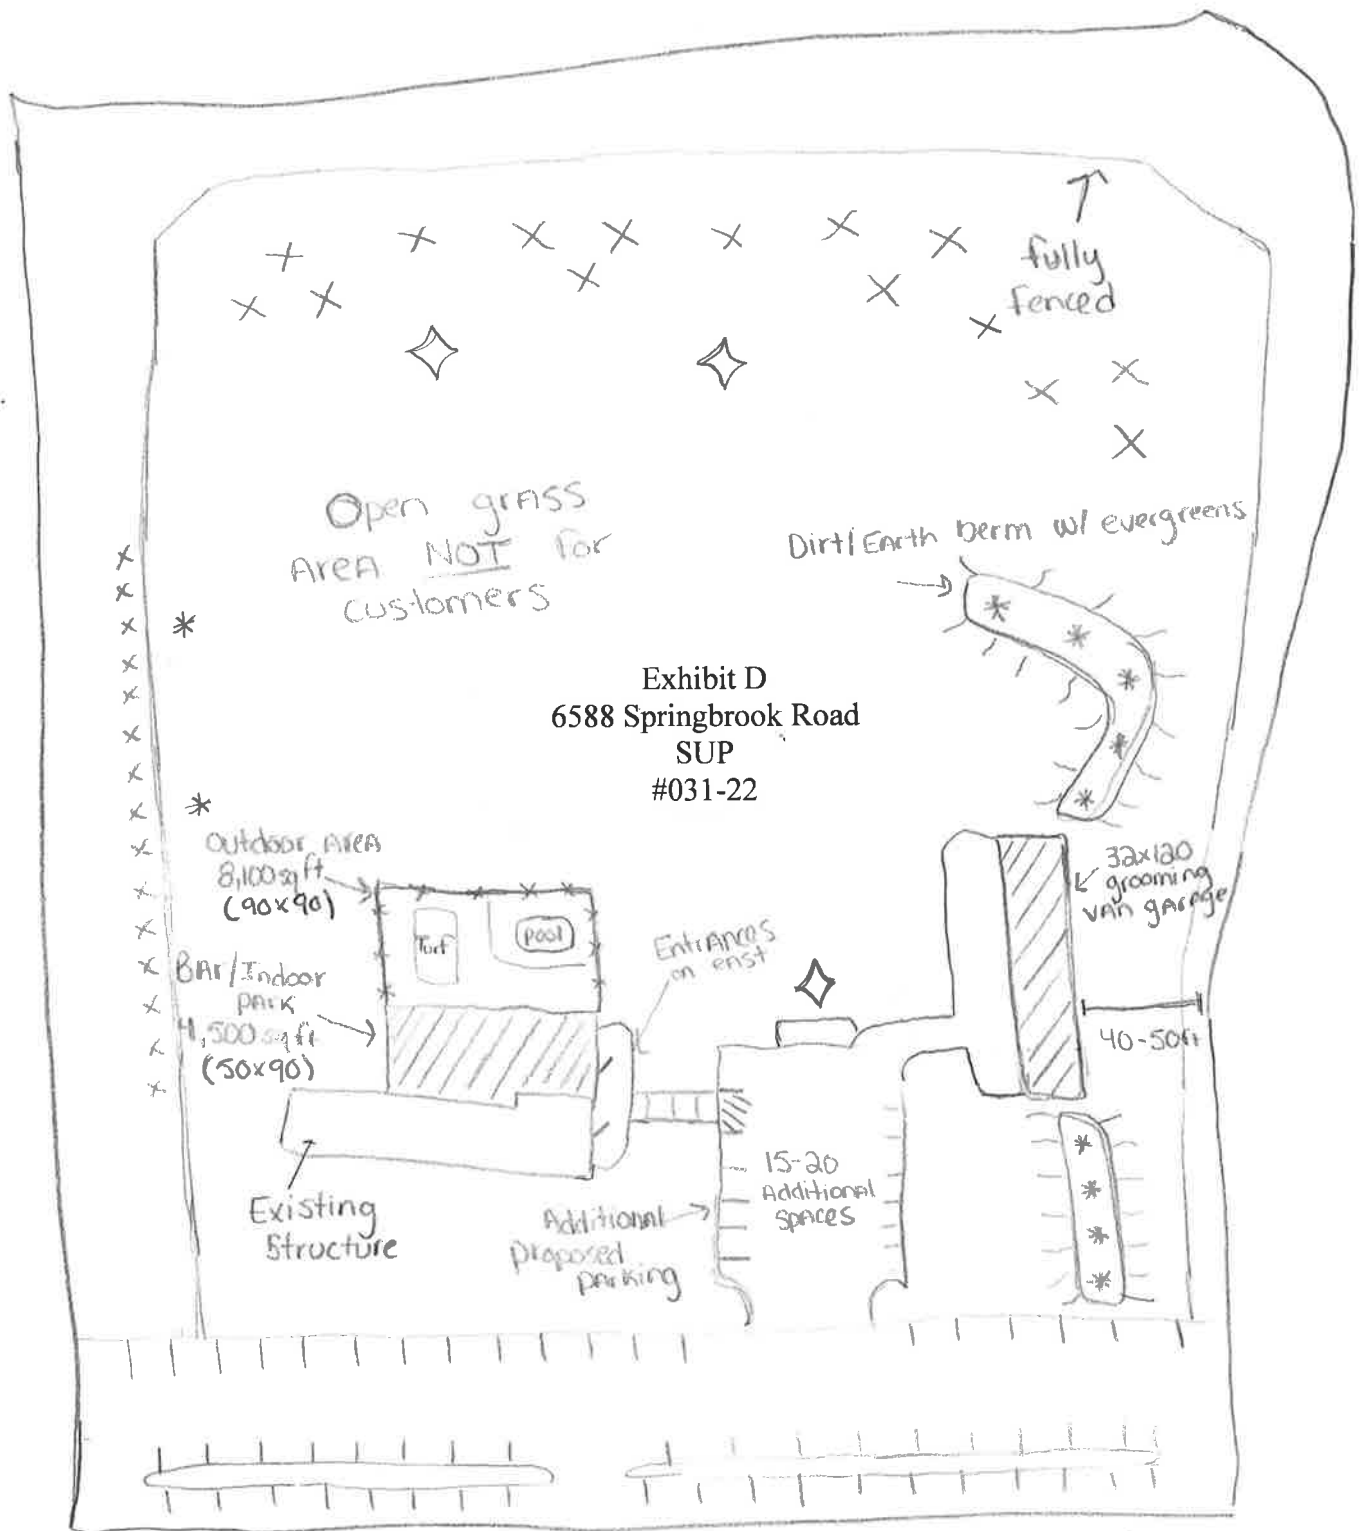 fully
fenced
Open grass
Area NOT for
customers
Dirt/Earth berm w/ evergreens
Exhibit D
6588 Springbrook Road
SUP
#031-22
Outdoor Area
8,100 sq ft
(90x90)
Turf
Pool
32x120
grooming
van garage
Entrances
on east
Bar/Indoor
park
4,500 sq ft
(50x90)
40-50ft
15-20
Additional
spaces
Existing
Structure
Additional
proposed
parking